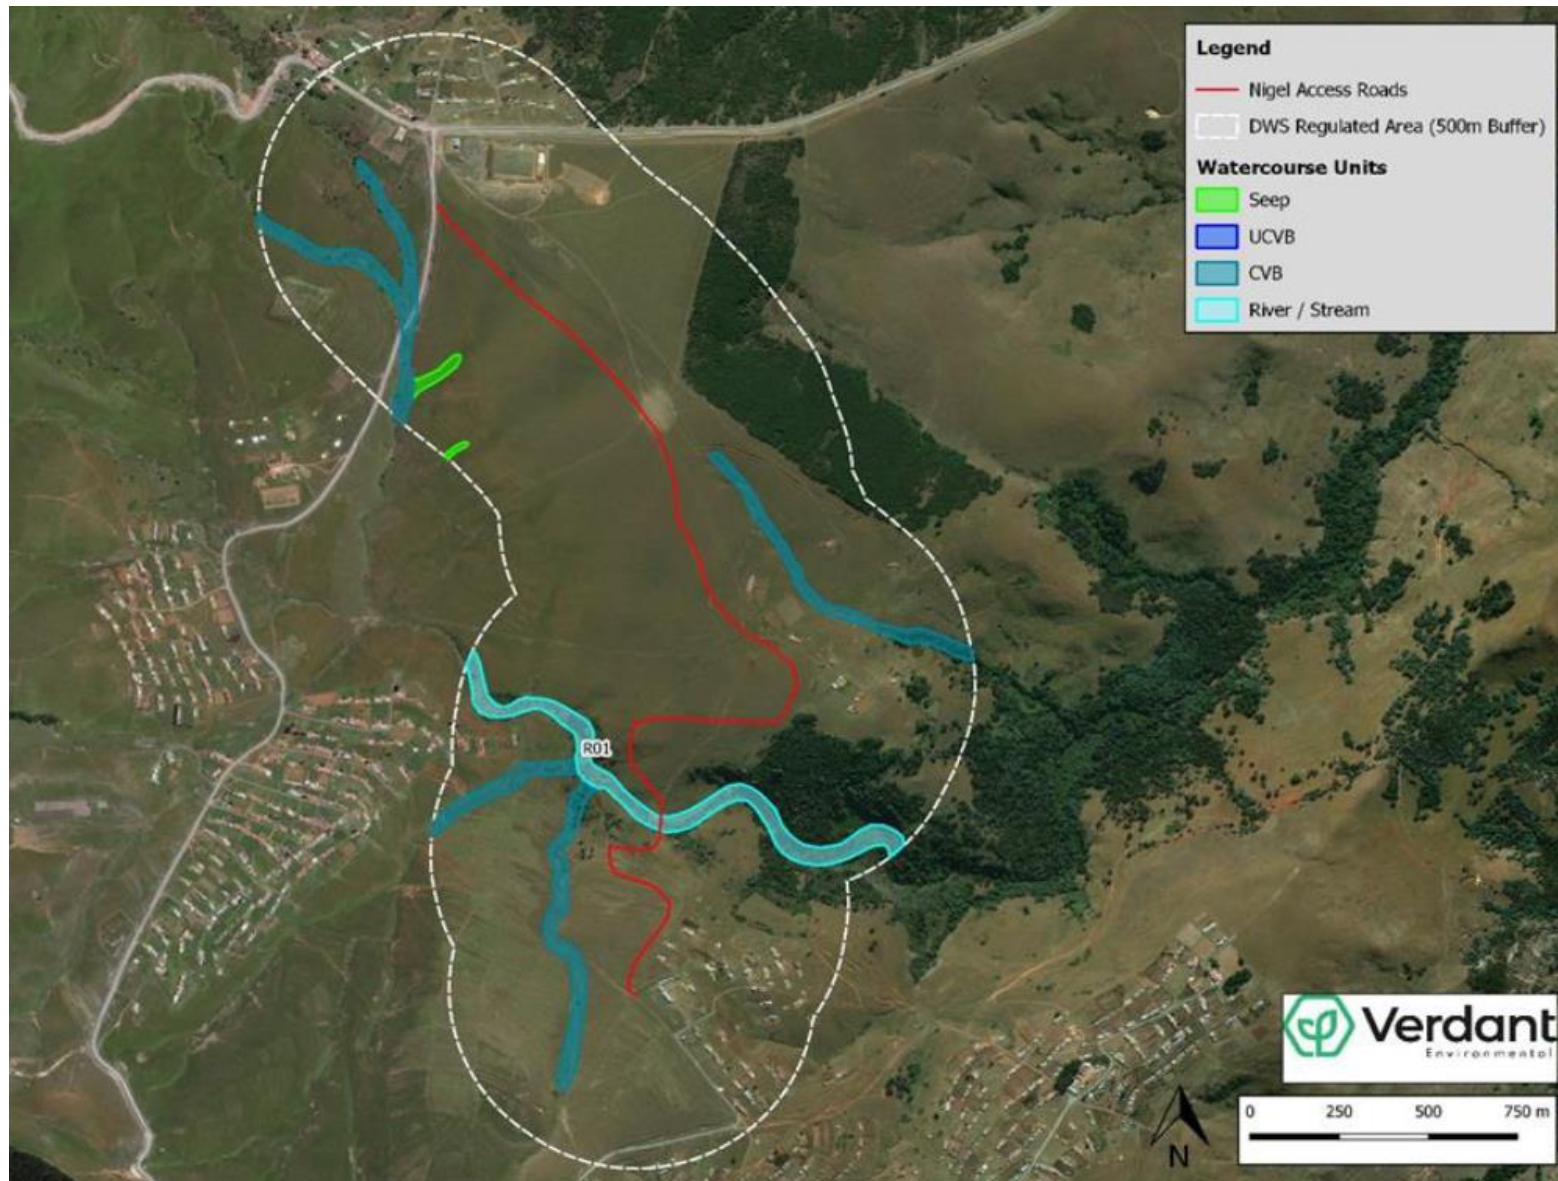 Legend
Nigel Access Roads
DWS Regulated Area (500m Buffer)
Watercourse Units
Seep
UCVB
CVB
River / Stream
R01
Verdant
Environmental
0 250 500 750 m
N